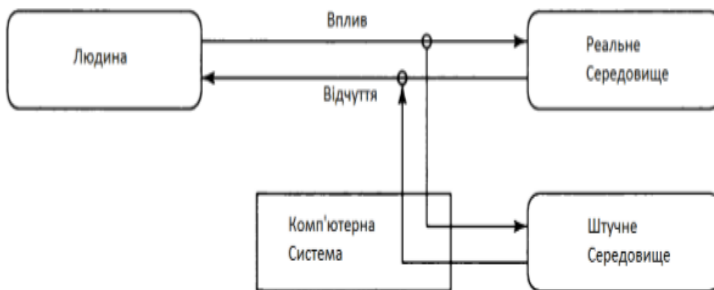 Вплив
Людина
Реальне
Середовище
Відчуття
Комп'ютерна
Система
Штучне
Середовище